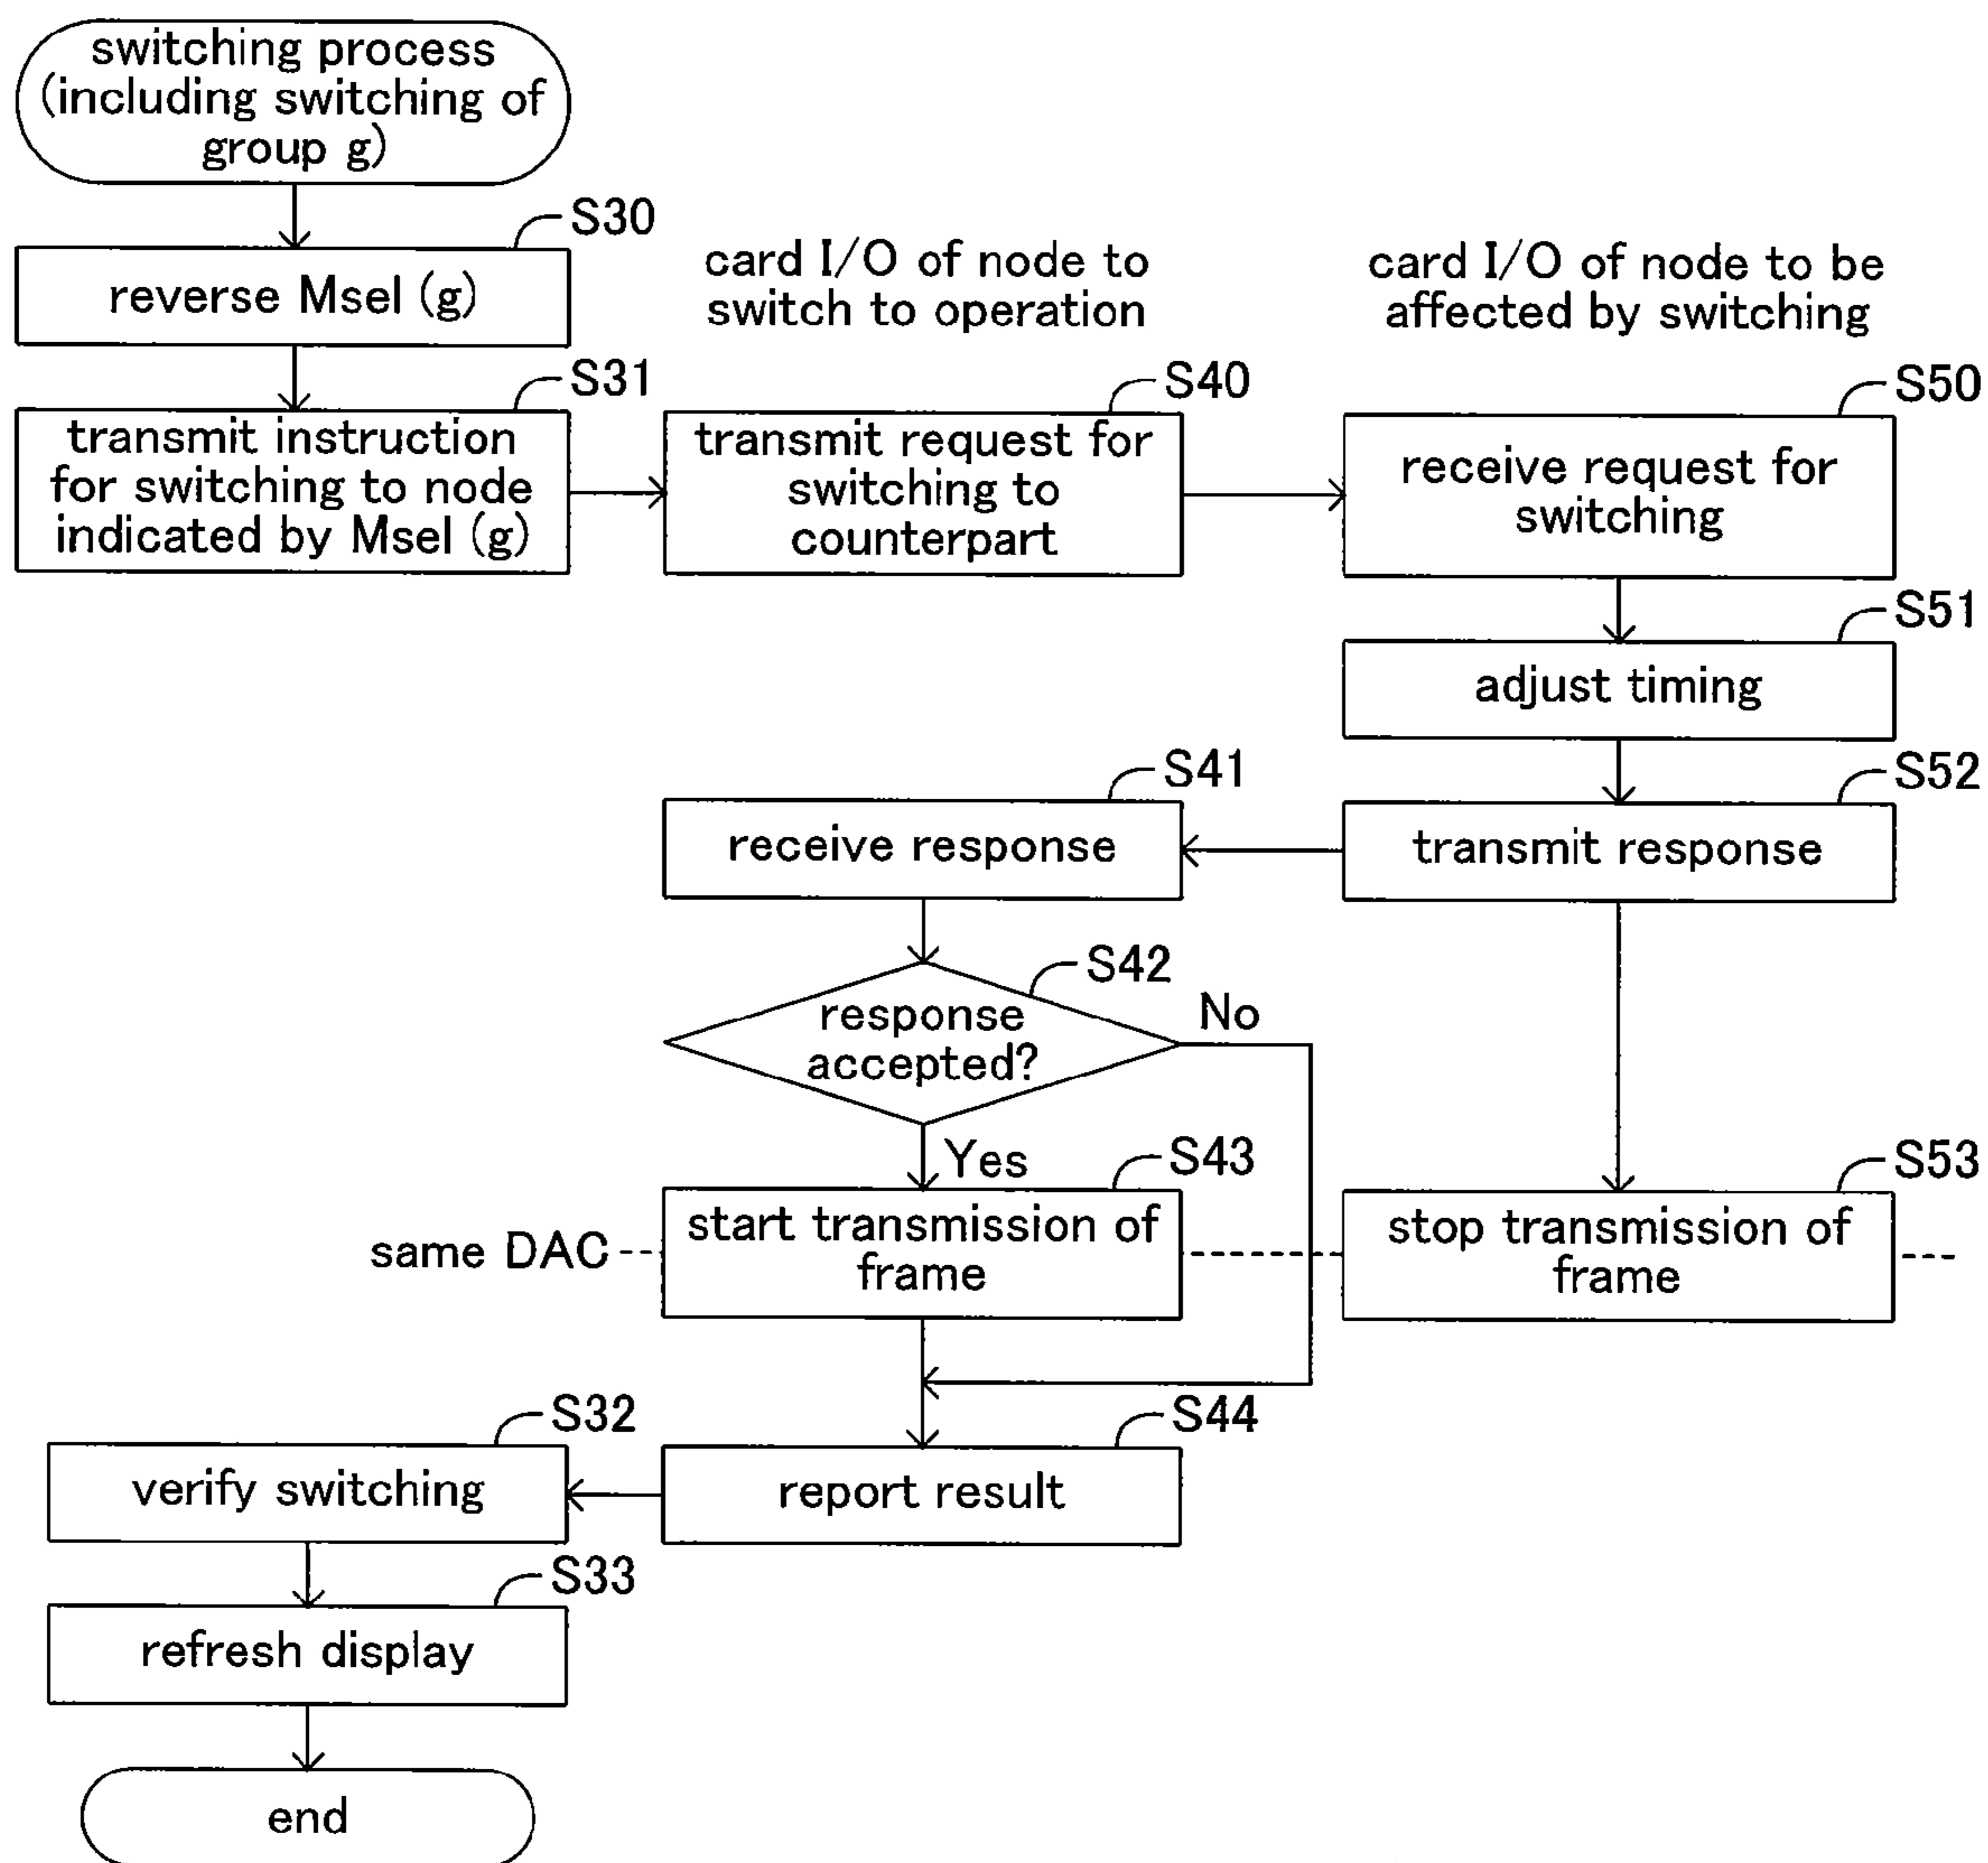 switching process
(including switching of
group g)
S30
reverse Msel (g)
card I/O of node to
switch to operation
card I/O of node to be
affected by switching
S31
transmit instruction
for switching to node
indicated by Msel (g)
S40
transmit request for
switching to
counterpart
S50
receive request for
switching
S51
adjust timing
S41
receive response
S52
transmit response
S42
response
accepted?
No
Yes
S43
start transmission of
frame
same DAC
S53
stop transmission of
frame
S32
verify switching
S44
report result
S33
refresh display
end